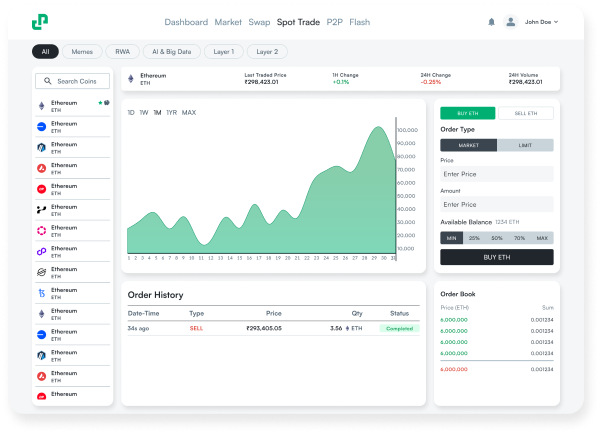 Dashboard Market Swap Spot Trade P2P Flash
John Doe
All Memes RWA AI & Big Data Layer 1 Layer 2
Search Coins
Ethereum
ETH
Ethereum
ETH
Ethereum
ETH
Ethereum
ETH
Ethereum
ETH
Ethereum
ETH
Ethereum
ETH
Ethereum
ETH
Ethereum
ETH
Ethereum
ETH
Ethereum
ETH
Ethereum
ETH
Ethereum
ETH
Ethereum
ETH
Ethereum
Ethereum
ETH
Last Traded Price
₹298,423.01
1H Change
+0.1%
24H Change
-0.25%
24H Volume
₹298,423.01
1D 1W 1M 1YR MAX
100.000
90.000
80.000
70.000
60.000
50.000
40.000
30.000
20.000
10.000
1 2 3 4 5 6 7 8 9 10 11 12 13 14 15 16 17 18 19 20 21 22 23 24 25 26 27 28 29 30 31
BUY ETH SELL ETH
Order Type
MARKET LIMIT
Price
Enter Price
Amount
Enter Price
Available Balance 1234 ETH
MIN 25% 50% 70% MAX
BUY ETH
Order History
Date-Time Type Price Qty Status
34s ago SELL ₹293,405.05 3.56 ETH Completed
Order Book
Price (ETH) Sum
6,000,000 0,001234
6,000,000 0,001234
6,000,000 0,001234
6,000,000 0,001234
6,000,000 0,001234